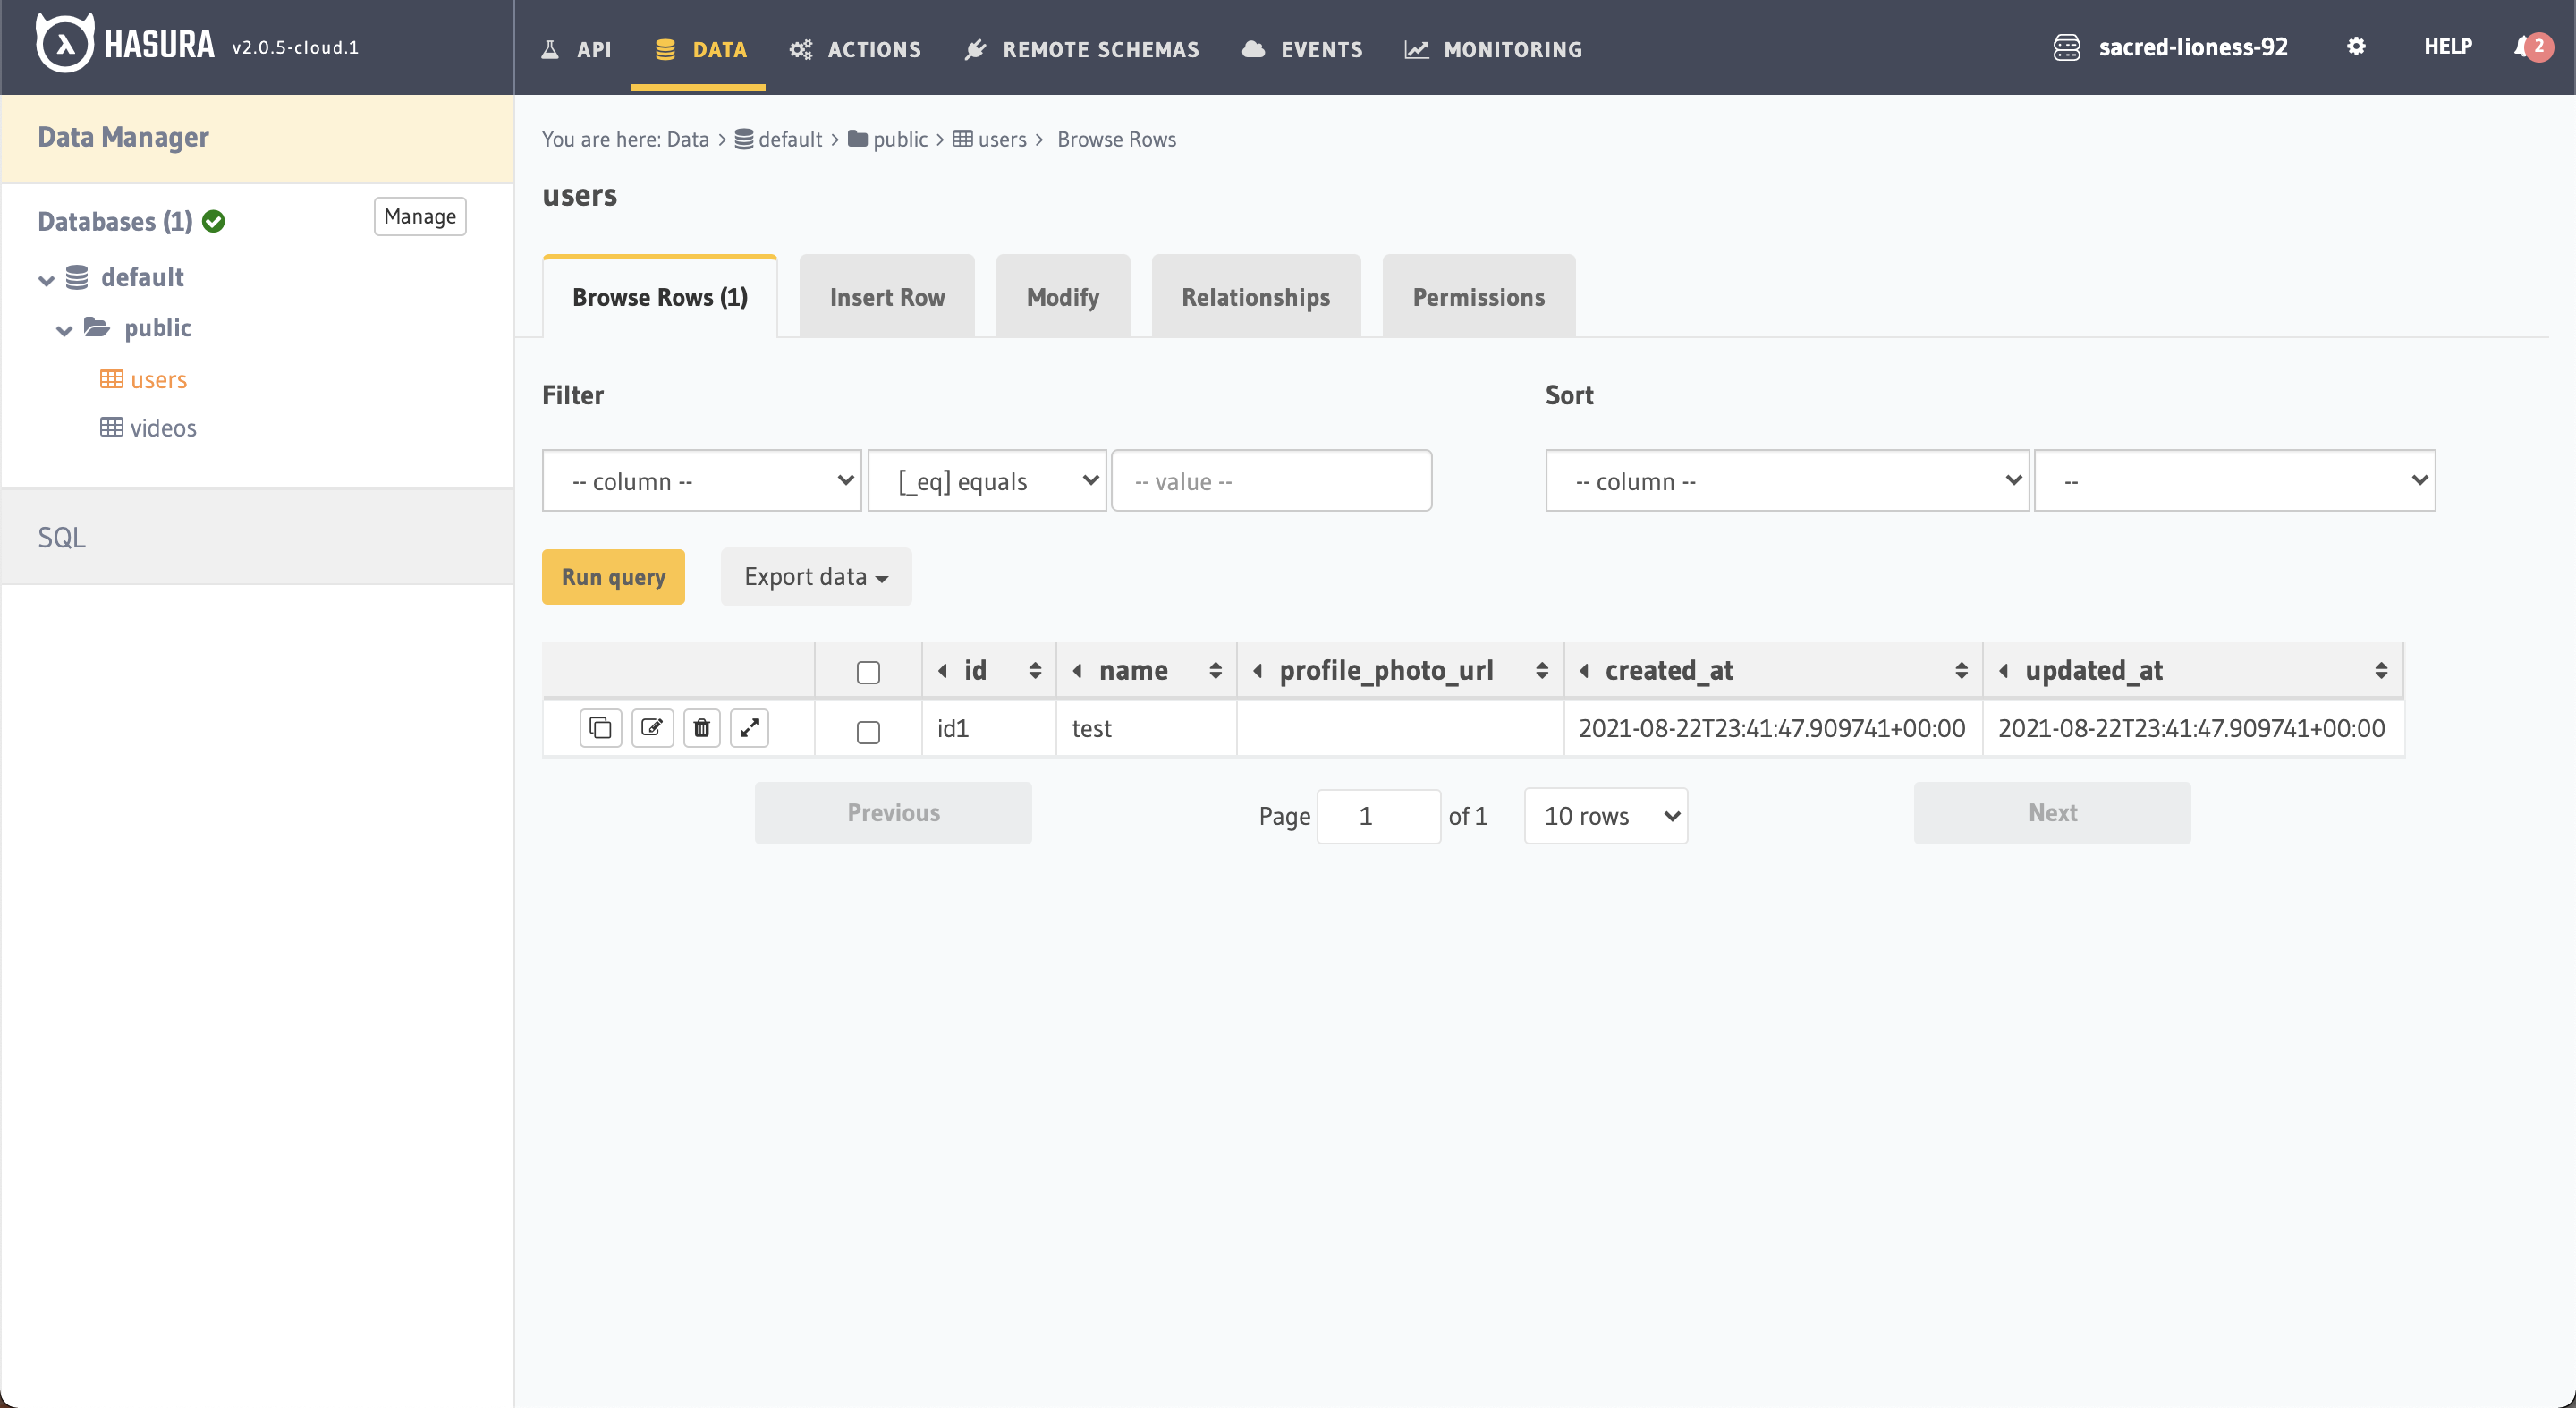 HASURA v2.0.5-cloud.1
API DATA ACTIONS REMOTE SCHEMAS EVENTS MONITORING sacred-lioness-92 HELP 2
Data Manager
Databases (1) Manage
default
public
users
videos
SQL
You are here: Data > default > public > users > Browse Rows
users
Browse Rows (1) Insert Row Modify Relationships Permissions
Filter Sort
-- column -- [_eq] equals -- value -- -- column -- --
Run query Export data
id name profile_photo_url created_at updated_at
id1 test 2021-08-22T23:41:47.909741+00:00 2021-08-22T23:41:47.909741+00:00
Previous Page 1 of 1 10 rows Next